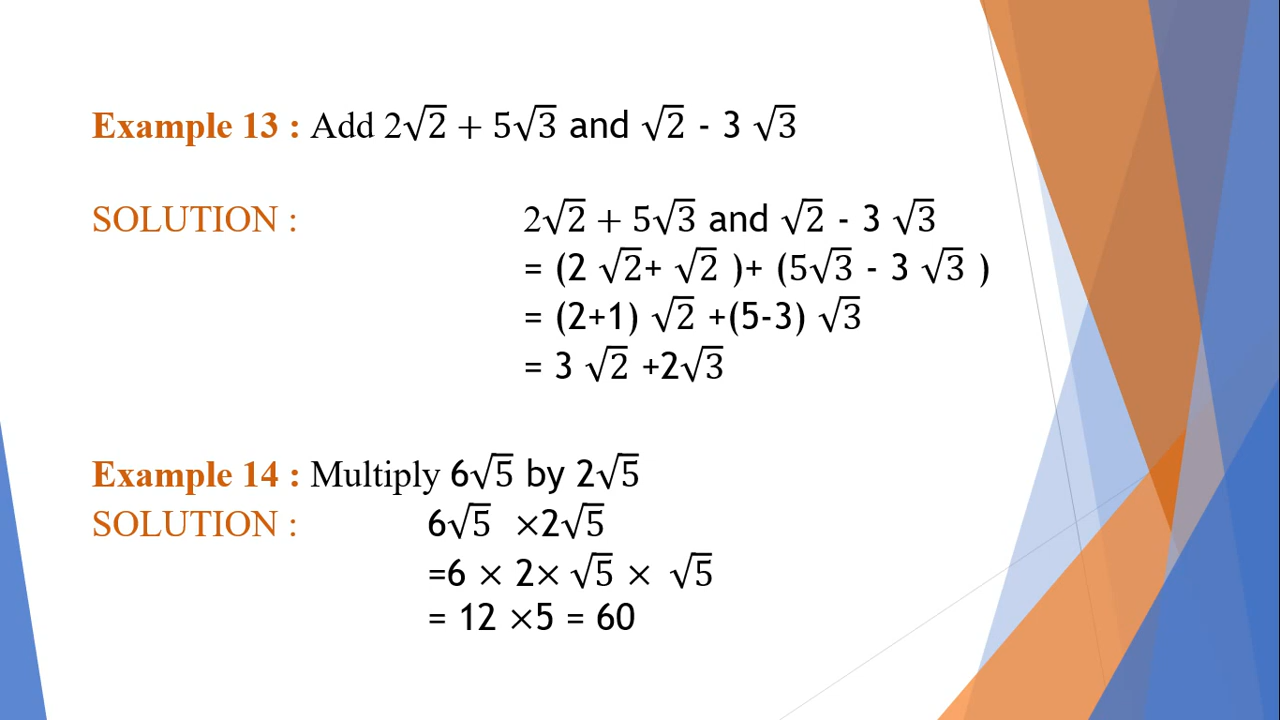 Example 13 : Add 2√2 + 5√3 and √2 - 3 √3
SOLUTION : 2√2 + 5√3 and √2 - 3 √3
= (2 √2+ √2 )+ (5√3 - 3 √3 )
= (2+1) √2 +(5-3) √3
= 3 √2 +2√3
Example 14 : Multiply 6√5 by 2√5
SOLUTION : 6√5 ×2√5
=6 × 2× √5 × √5
= 12 ×5 = 60